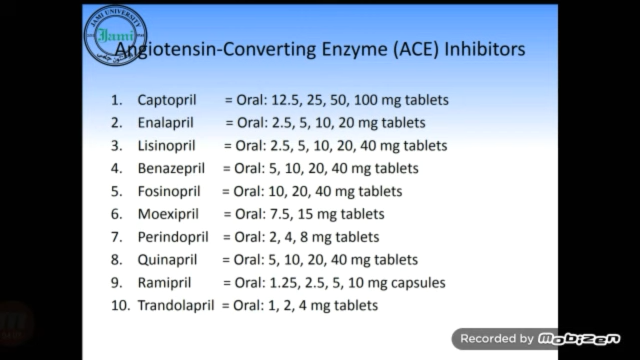 JAMI UNIVERSITY
Jami
Angiotensin-Converting Enzyme (ACE) Inhibitors
1. Captopril = Oral: 12.5, 25, 50, 100 mg tablets
2. Enalapril = Oral: 2.5, 5, 10, 20 mg tablets
3. Lisinopril = Oral: 2.5, 5, 10, 20, 40 mg tablets
4. Benazepril = Oral: 5, 10, 20, 40 mg tablets
5. Fosinopril = Oral: 10, 20, 40 mg tablets
6. Moexipril = Oral: 7.5, 15 mg tablets
7. Perindopril = Oral: 2, 4, 8 mg tablets
8. Quinapril = Oral: 5, 10, 20, 40 mg tablets
9. Ramipril = Oral: 1.25, 2.5, 5, 10 mg capsules
10. Trandolapril = Oral: 1, 2, 4 mg tablets
Recorded by MOBIZEN